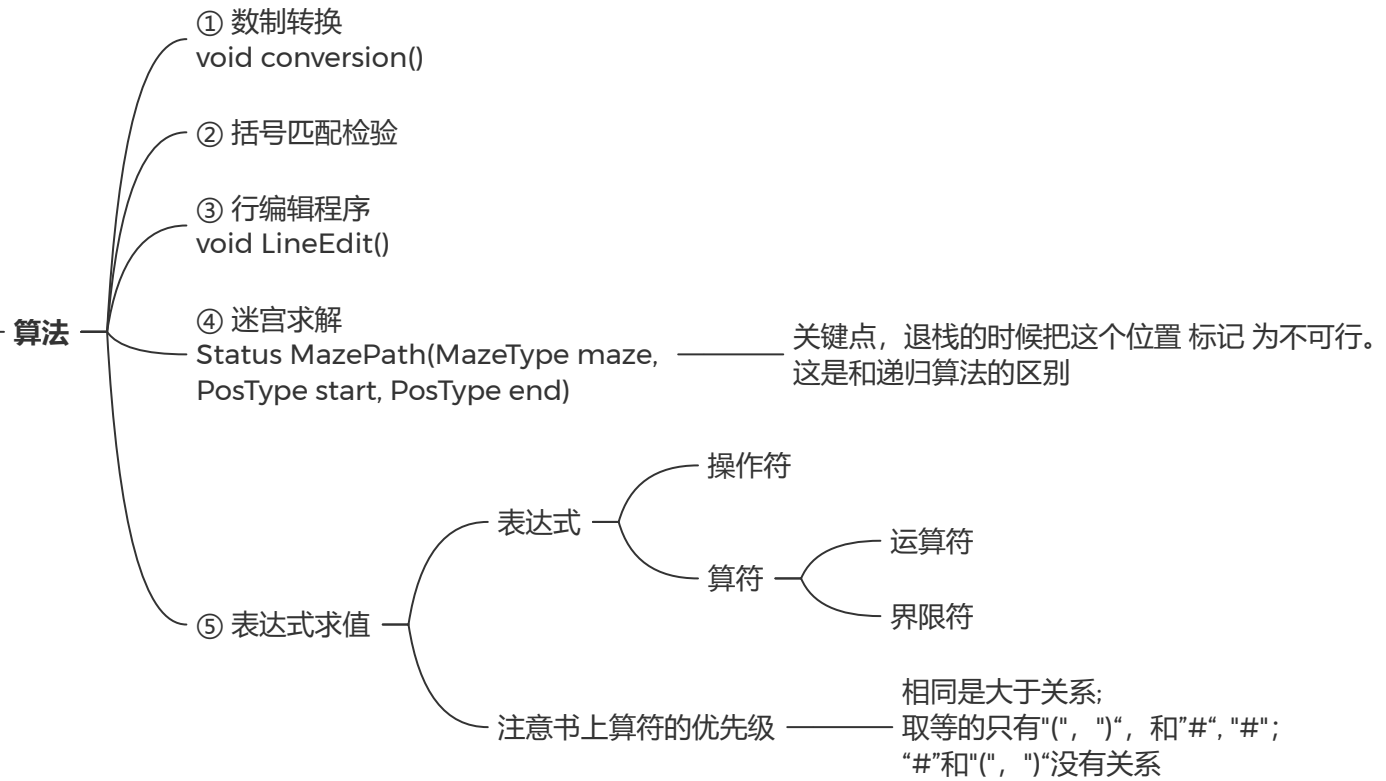 算法
① 数制转换
void conversion()
② 括号匹配检验
③ 行编辑程序
void LineEdit()
④ 迷宫求解
Status MazePath(MazeType maze,
PosType start, PosType end)
关键点，退栈的时候把这个位置 标记 为不可行。
这是和递归算法的区别
⑤ 表达式求值
表达式
操作符
算符
运算符
界限符
注意书上算符的优先级
相同是大于关系;
取等的只有"("，")“，和”#“, "#"；
“#”和"("，")“没有关系